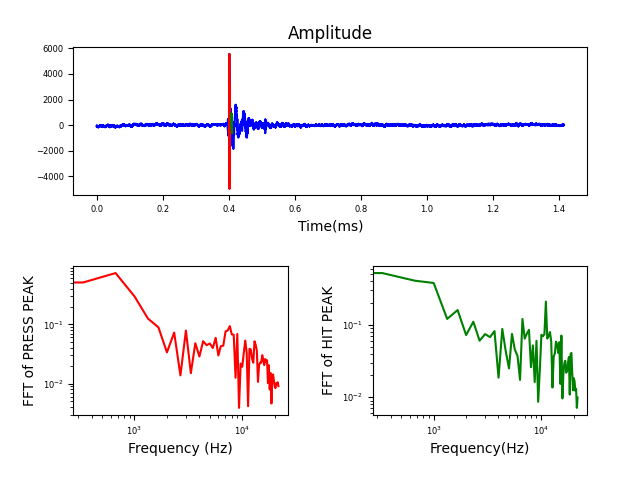 Amplitude
6000
4000
2000
0
−2000
−4000
0.0 0.2 0.4 0.6 0.8 1.0 1.2 1.4
Time(ms)
FFT of PRESS PEAK
10⁻¹
10⁻²
10³ 10⁴
Frequency (Hz)
FFT of HIT PEAK
10⁻¹
10⁻²
10³ 10⁴
Frequency(Hz)